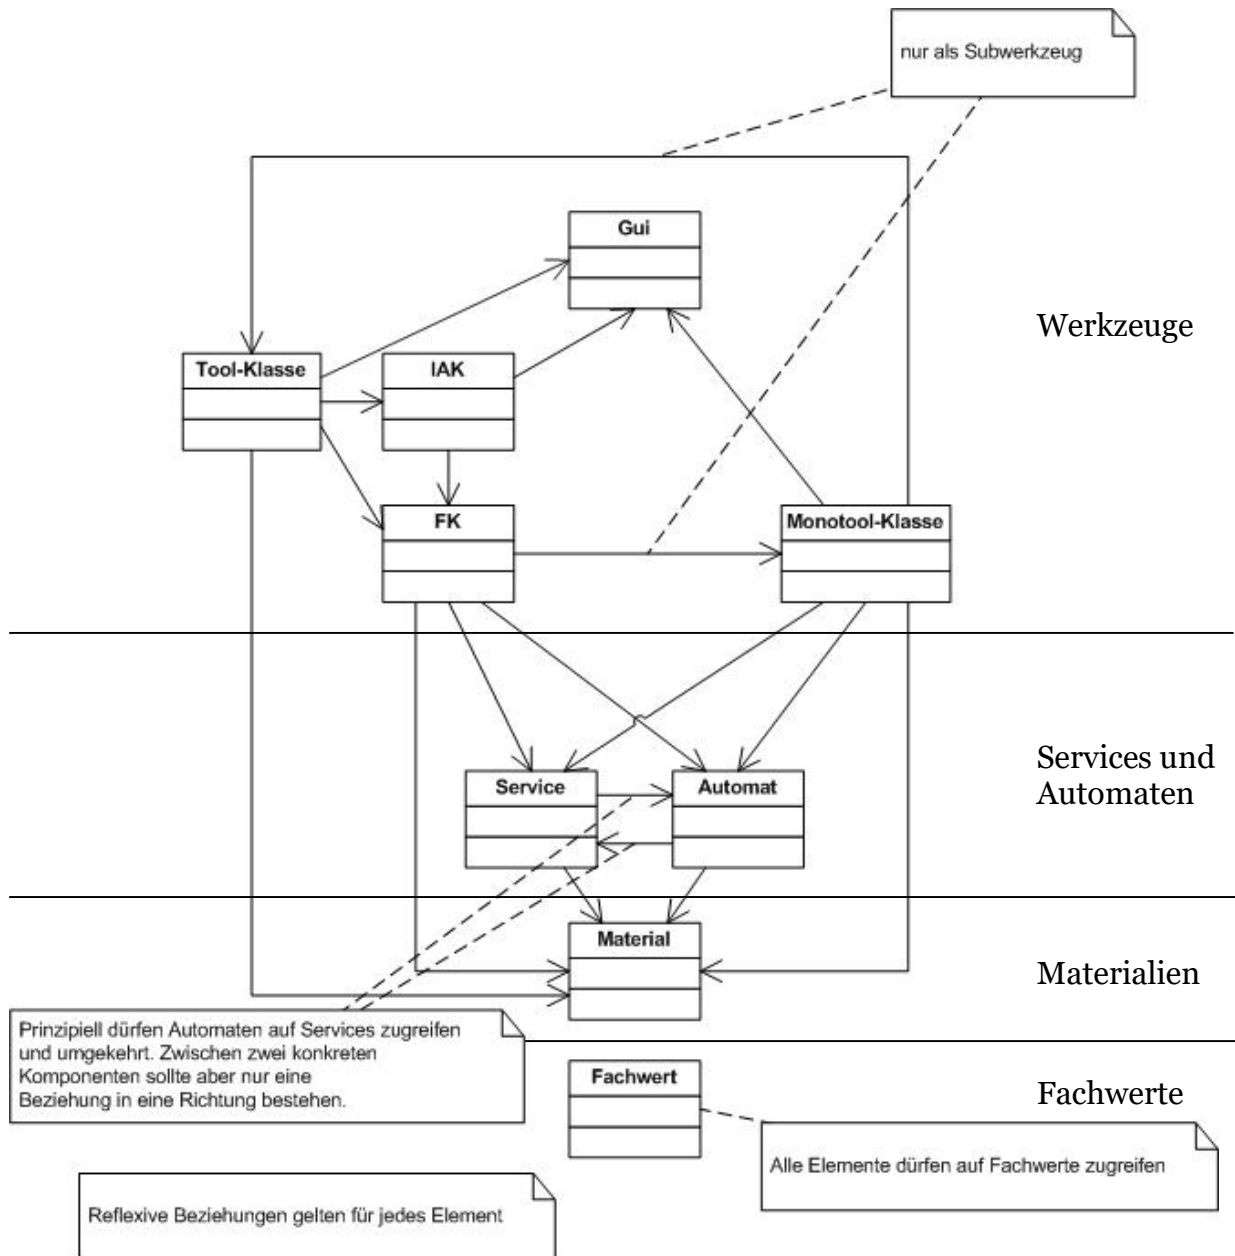 nur als Subwerkzeug
Gui
Werkzeuge
Tool-Klasse
IAK
FK
Monotool-Klasse
Services und
Automaten
Service
Automat
Material
Materialien
Prinzipiell dürfen Automaten auf Services zugreifen
und umgekehrt. Zwischen zwei konkreten
Komponenten sollte aber nur eine
Beziehung in eine Richtung bestehen.
Fachwert
Fachwerte
Alle Elemente dürfen auf Fachwerte zugreifen
Reflexive Beziehungen gelten für jedes Element